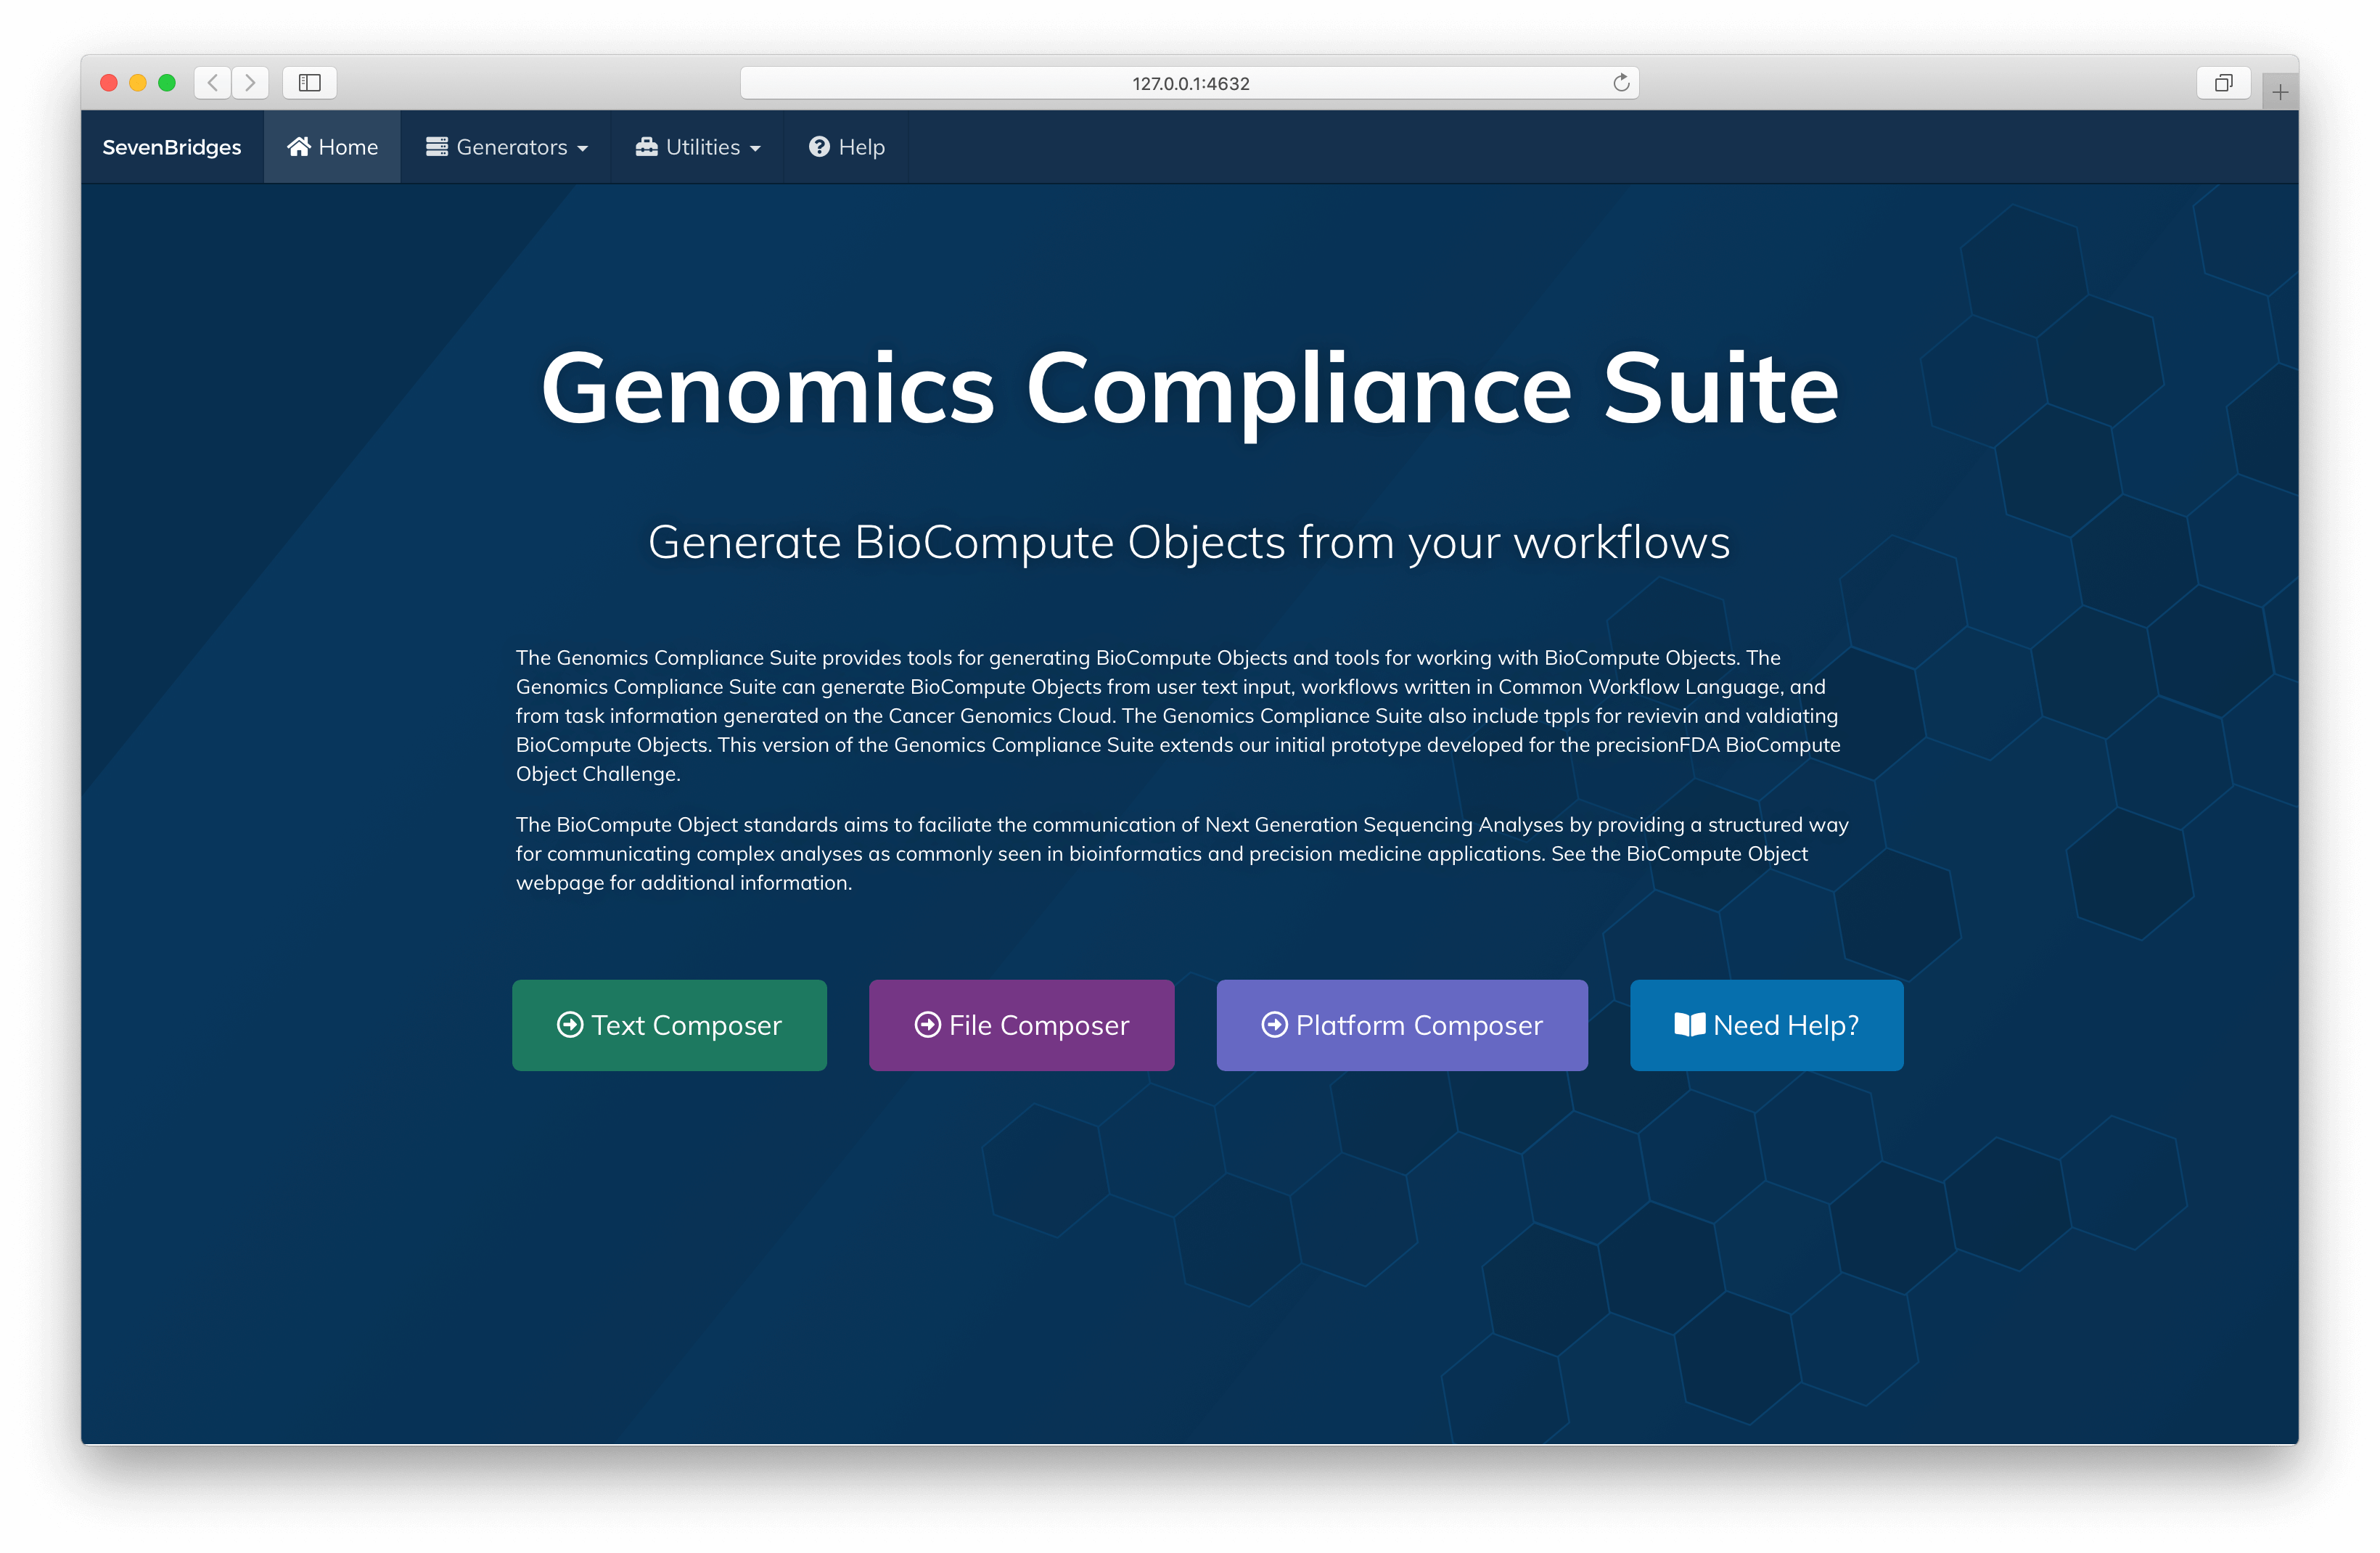 127.0.0.1:4632
SevenBridges Home Generators Utilities Help
Genomics Compliance Suite
Generate BioCompute Objects from your workflows
The Genomics Compliance Suite provides tools for generating BioCompute Objects and tools for working with BioCompute Objects. The
Genomics Compliance Suite can generate BioCompute Objects from user text input, workflows written in Common Workflow Language, and
from task information generated on the Cancer Genomics Cloud. The Genomics Compliance Suite also include tppls for revievin and valdiating
BioCompute Objects. This version of the Genomics Compliance Suite extends our initial prototype developed for the precisionFDA BioCompute
Object Challenge.
The BioCompute Object standards aims to faciliate the communication of Next Generation Sequencing Analyses by providing a structured way
for communicating complex analyses as commonly seen in bioinformatics and precision medicine applications. See the BioCompute Object
webpage for additional information.
Text Composer File Composer Platform Composer Need Help?